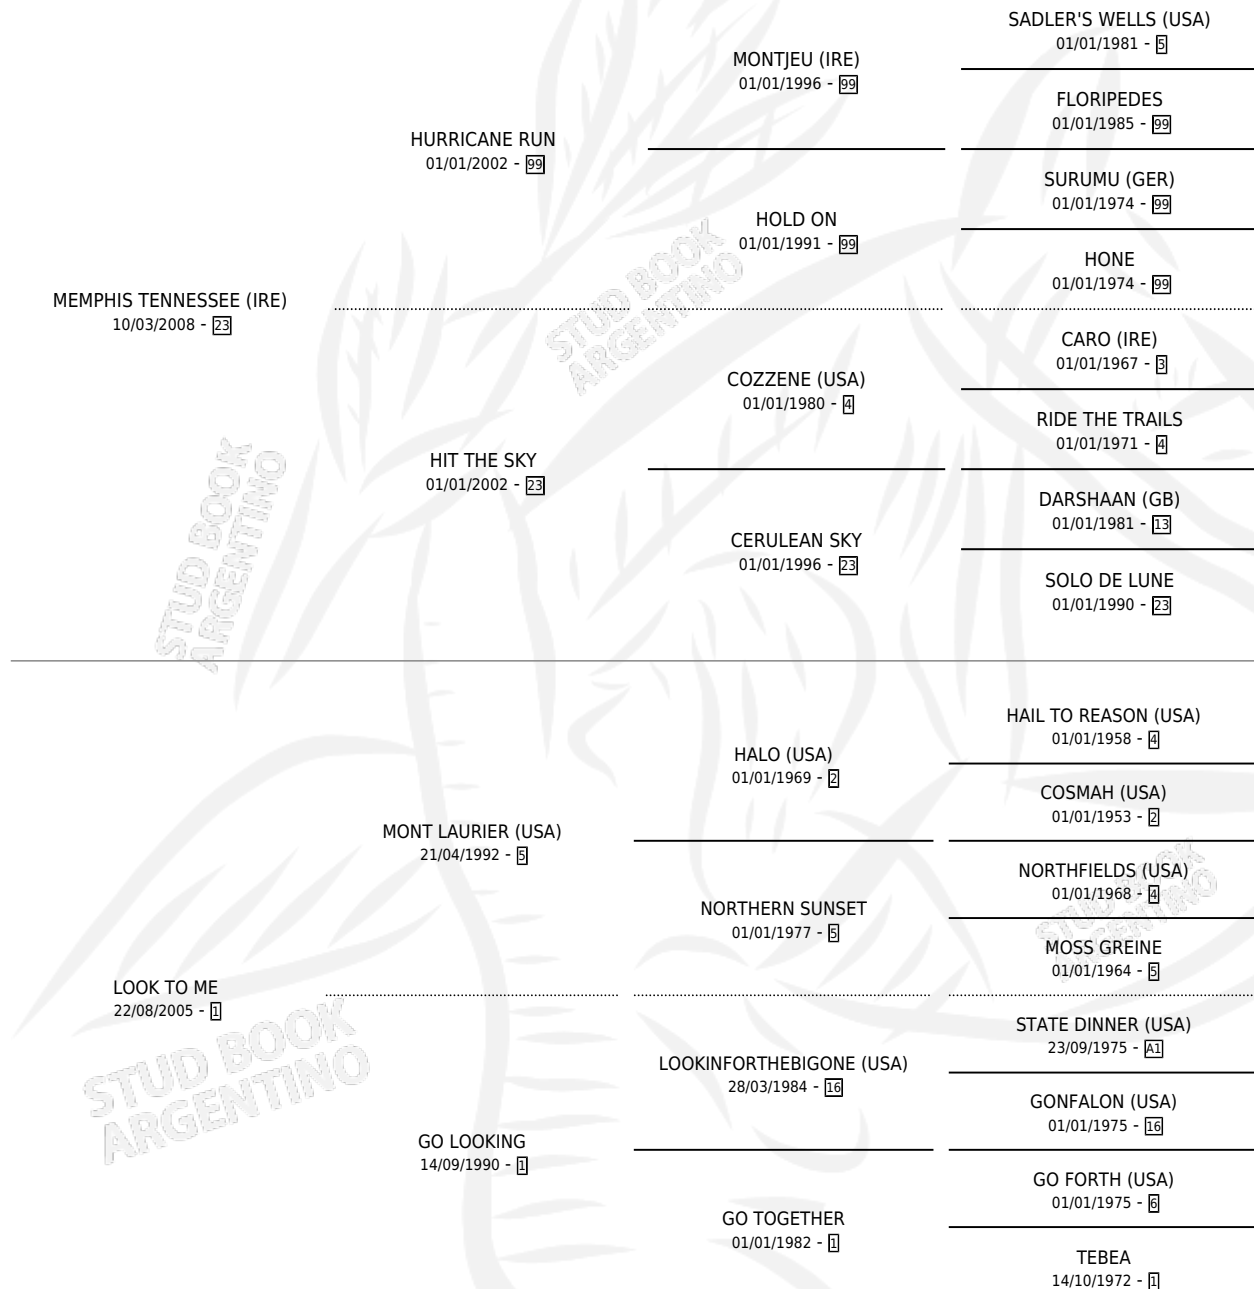 SADLER'S WELLS (USA)
01/01/1981 - 5
MONTJEU (IRE)
01/01/1996 - 99
FLORIPEDES
01/01/1985 - 99
HURRICANE RUN
01/01/2002 - 99
SURUMU (GER)
01/01/1974 - 99
HOLD ON
01/01/1991 - 99
HONE
01/01/1974 - 99
MEMPHIS TENNESSEE (IRE)
10/03/2008 - 23
CARO (IRE)
01/01/1967 - 3
COZZENE (USA)
01/01/1980 - 4
RIDE THE TRAILS
01/01/1971 - 4
HIT THE SKY
01/01/2002 - 23
DARSHAAN (GB)
01/01/1981 - 13
CERULEAN SKY
01/01/1996 - 23
SOLO DE LUNE
01/01/1990 - 23
HAIL TO REASON (USA)
01/01/1958 - 4
HALO (USA)
01/01/1969 - 2
COSMAH (USA)
01/01/1953 - 2
MONT LAURIER (USA)
21/04/1992 - 5
NORTHFIELDS (USA)
01/01/1968 - 4
NORTHERN SUNSET
01/01/1977 - 5
MOSS GREINE
01/01/1964 - 5
LOOK TO ME
22/08/2005 - 1
STATE DINNER (USA)
23/09/1975 - A1
LOOKINFORTHEBIGONE (USA)
28/03/1984 - 16
GONFALON (USA)
01/01/1975 - 16
GO LOOKING
14/09/1990 - 1
GO FORTH (USA)
01/01/1975 - 6
GO TOGETHER
01/01/1982 - 1
TEBEA
14/10/1972 - 1
STUD BOOK
ARGENTINO
STUD BOOK
ARGENTINO
STUD BOOK
ARGENTINO
STUD BOOK
ARGENTINO